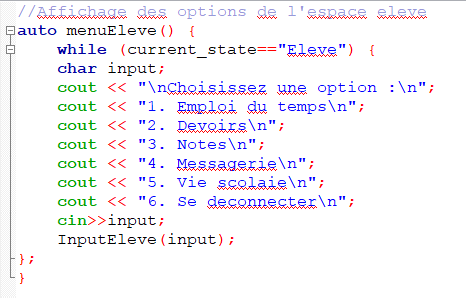 //Affichage des options de l'espace eleve
auto menuEleve() {
while (current_state=="Eleve") {
char input;
cout << "\nChoisissez une option :\n";
cout << "1. Emploi du temps\n";
cout << "2. Devoirs\n";
cout << "3. Notes\n";
cout << "4. Messagerie\n";
cout << "5. Vie scolaie\n";
cout << "6. Se deconnecter\n";
cin>>input;
InputEleve(input);
};
}